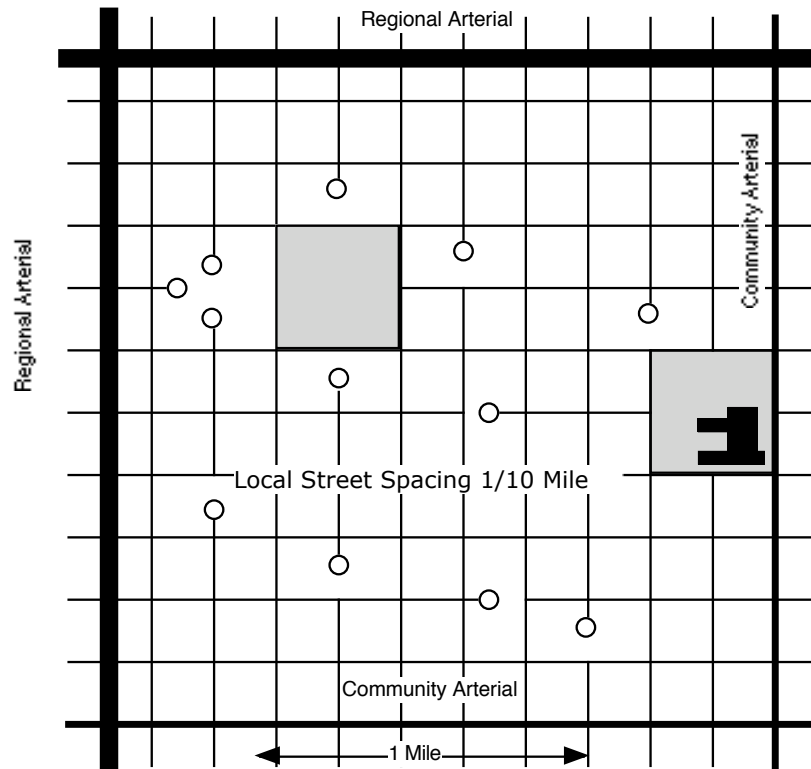 Regional Arterial
Community Arterial
Regional Arterial
Local Street Spacing 1/10 Mile
Community Arterial
1 Mile